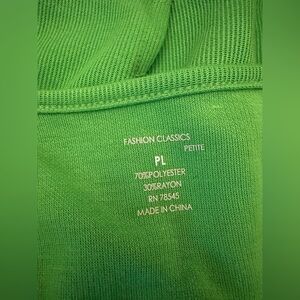 FASHION CLASSICS
PETITE
PL
70%POLYESTER
30%RAYON
RN 78545
MADE IN CHINA